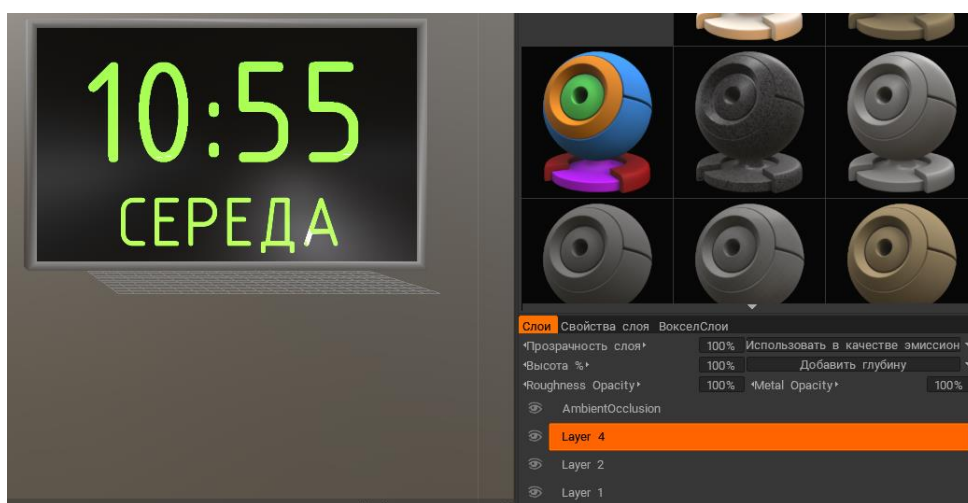 10:55
СЕРЕДА
Слои Свойства слоя ВокселСлои
Прозрачность слоя 100% Использовать в качестве эмиссион
Высота % 100% Добавить глубину
Roughness Opacity 100% Metal Opacity 100%
AmbientOcclusion
Layer 4
Layer 2
Layer 1